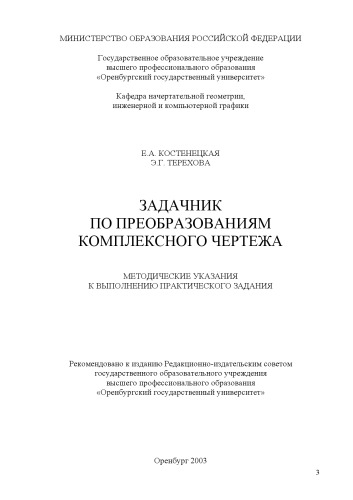 МИНИСТЕРСТВО ОБРАЗОВАНИЯ РОССИЙСКОЙ ФЕДЕРАЦИИ
Государственное образовательное учреждение
высшего профессионального образования
«Оренбургский государственный университет»
Кафедра начертательной геометрии,
инженерной и компьютерной графики
Е.А. КОСТЕНЕЦКАЯ
Э.Г. ТЕРЕХОВА
ЗАДАЧНИК
ПО ПРЕОБРАЗОВАНИЯМ
КОМПЛЕКСНОГО ЧЕРТЕЖА
МЕТОДИЧЕСКИЕ УКАЗАНИЯ
К ВЫПОЛНЕНИЮ ПРАКТИЧЕСКОГО ЗАДАНИЯ
Рекомендовано к изданию Редакционно-издательским советом
государственного образовательного учреждения
высшего профессионального образования
«Оренбургский государственный университет»
Оренбург 2003
3